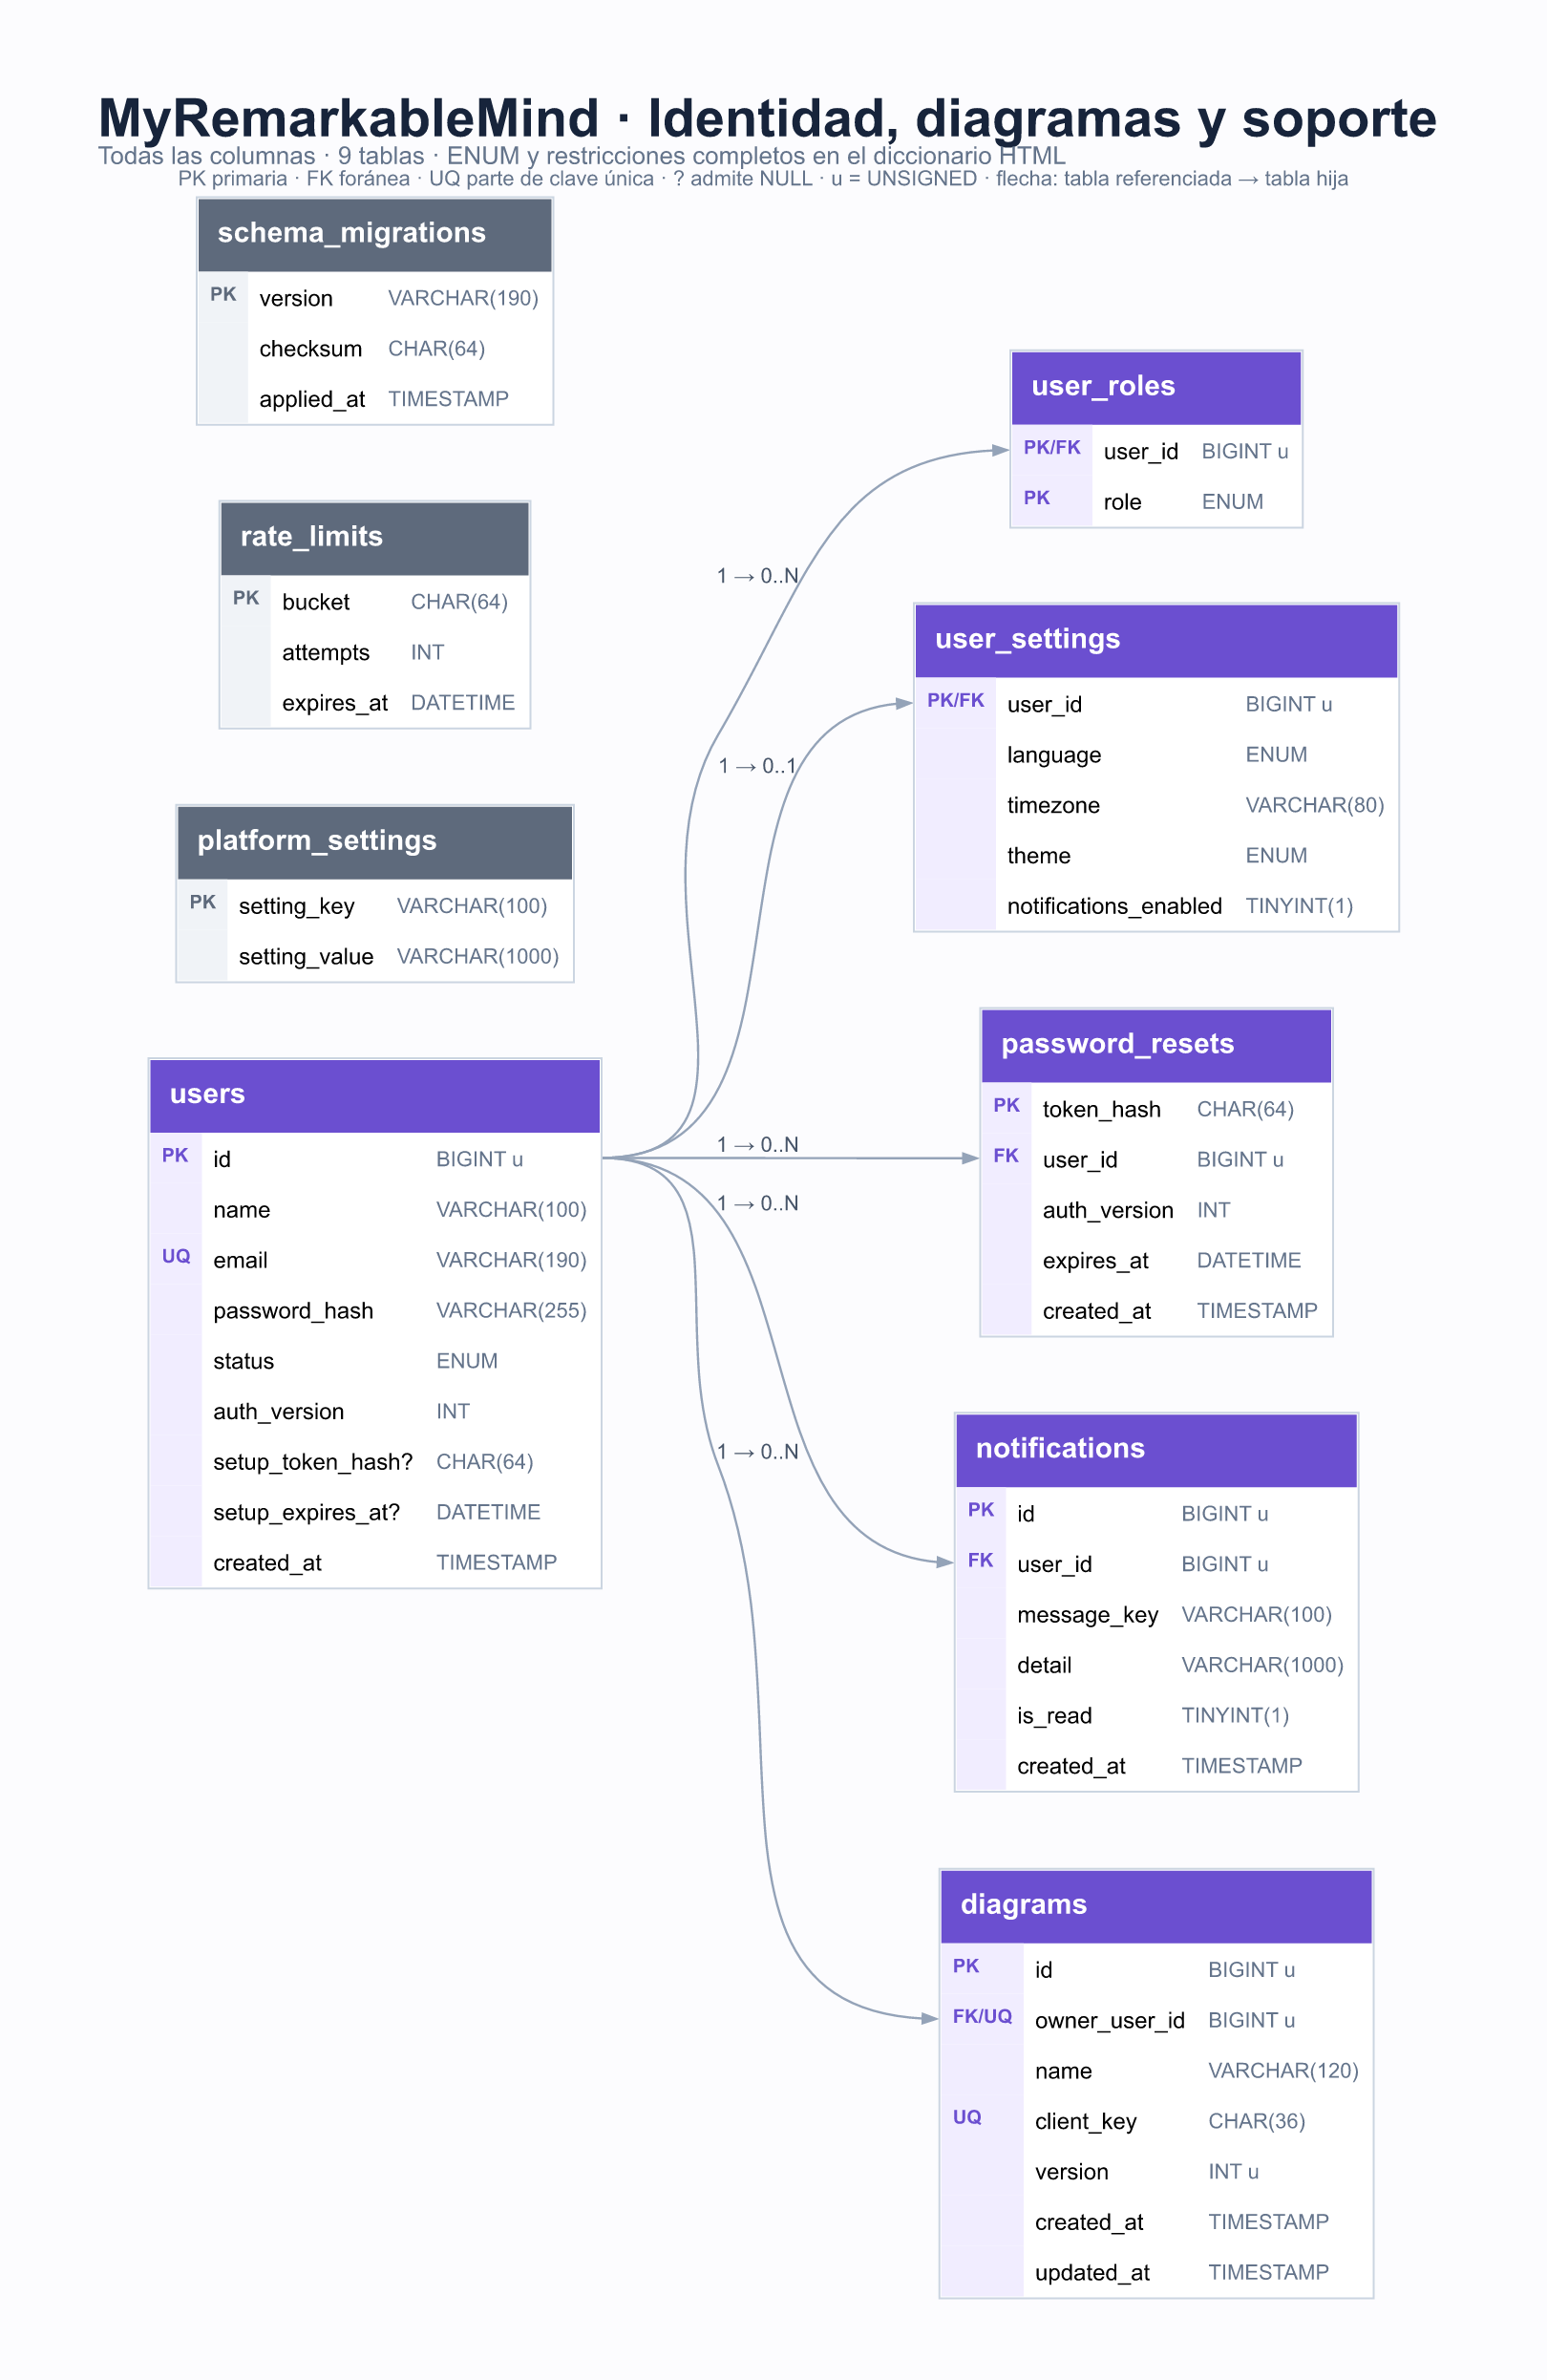 MyRemarkableMind · Identidad, diagramas y soporte
Todas las columnas · 9 tablas · ENUM y restricciones completos en el diccionario HTML
PK primaria · FK foránea · UQ parte de clave única · ? admite NULL · u = UNSIGNED · flecha: tabla referenciada → tabla hija
schema_migrations
PK version VARCHAR(190)
checksum CHAR(64)
applied_at TIMESTAMP
rate_limits
PK bucket CHAR(64)
attempts INT
expires_at DATETIME
platform_settings
PK setting_key VARCHAR(100)
setting_value VARCHAR(1000)
users
PK id BIGINT u
name VARCHAR(100)
UQ email VARCHAR(190)
password_hash VARCHAR(255)
status ENUM
auth_version INT
setup_token_hash? CHAR(64)
setup_expires_at? DATETIME
created_at TIMESTAMP
1 → 0..N
1 → 0..1
1 → 0..N
1 → 0..N
1 → 0..N
user_roles
PK/FK user_id BIGINT u
PK role ENUM
user_settings
PK/FK user_id BIGINT u
language ENUM
timezone VARCHAR(80)
theme ENUM
notifications_enabled TINYINT(1)
password_resets
PK token_hash CHAR(64)
FK user_id BIGINT u
auth_version INT
expires_at DATETIME
created_at TIMESTAMP
notifications
PK id BIGINT u
FK user_id BIGINT u
message_key VARCHAR(100)
detail VARCHAR(1000)
is_read TINYINT(1)
created_at TIMESTAMP
diagrams
PK id BIGINT u
FK/UQ owner_user_id BIGINT u
name VARCHAR(120)
UQ client_key CHAR(36)
version INT u
created_at TIMESTAMP
updated_at TIMESTAMP